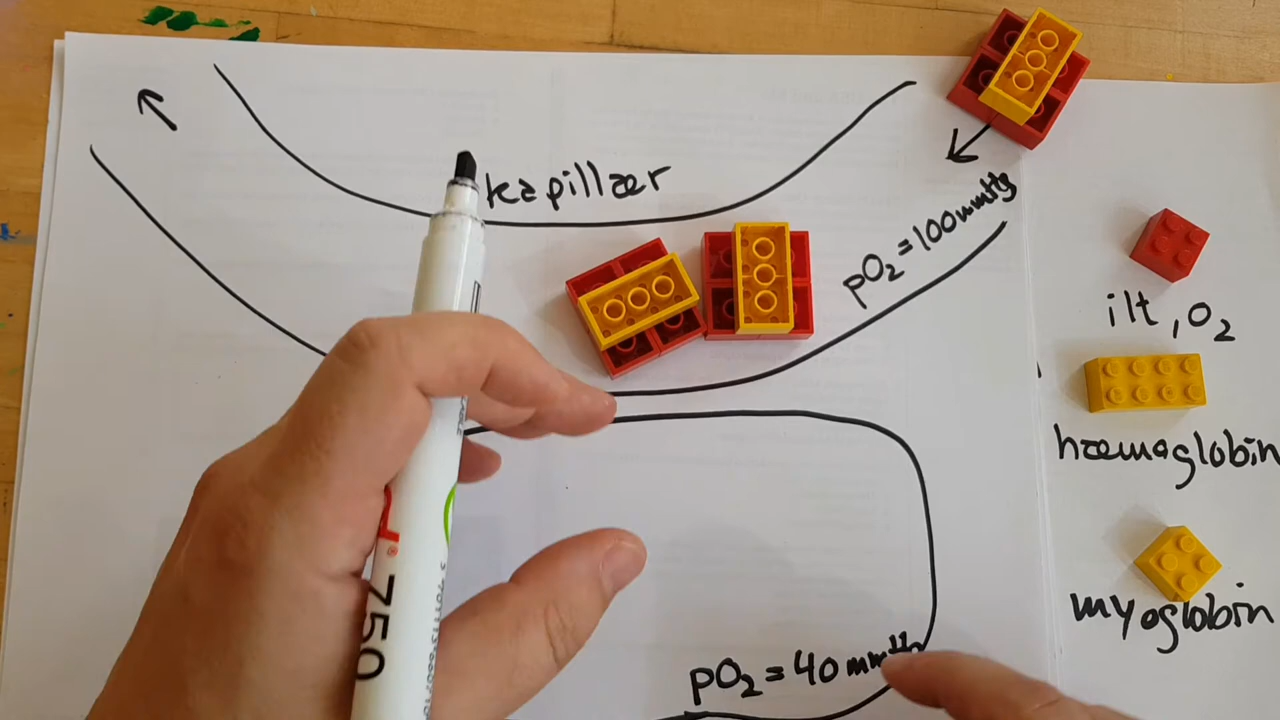 kapillær
pO₂ = 100 mmHg
ilt, O₂
hæmoglobin
myoglobin
pO₂ = 40 mmHg
750